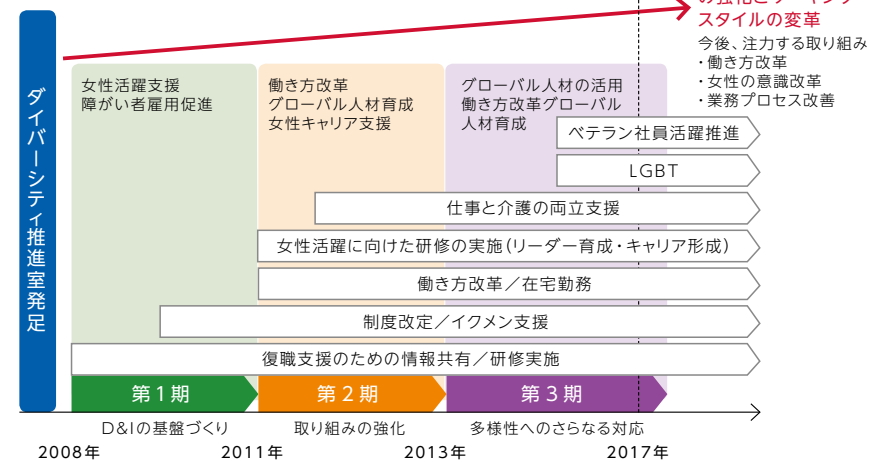 の強化とワーキング
スタイルの変革
今後、注力する取り組み
・働き方改革
・女性の意識改革
・業務プロセス改善
ダイバーシティ推進室発足
女性活躍支援
障がい者雇用促進
働き方改革
グローバル人材育成
女性キャリア支援
グローバル人材の活用
働き方改革グローバル
人材育成
ベテラン社員活躍推進
LGBT
仕事と介護の両立支援
女性活躍に向けた研修の実施(リーダー育成・キャリア形成)
働き方改革／在宅勤務
制度改定／イクメン支援
復職支援のための情報共有／研修実施
第1期
第2期
第3期
D&Iの基盤づくり
取り組みの強化
多様性へのさらなる対応
2008年
2011年
2013年
2017年